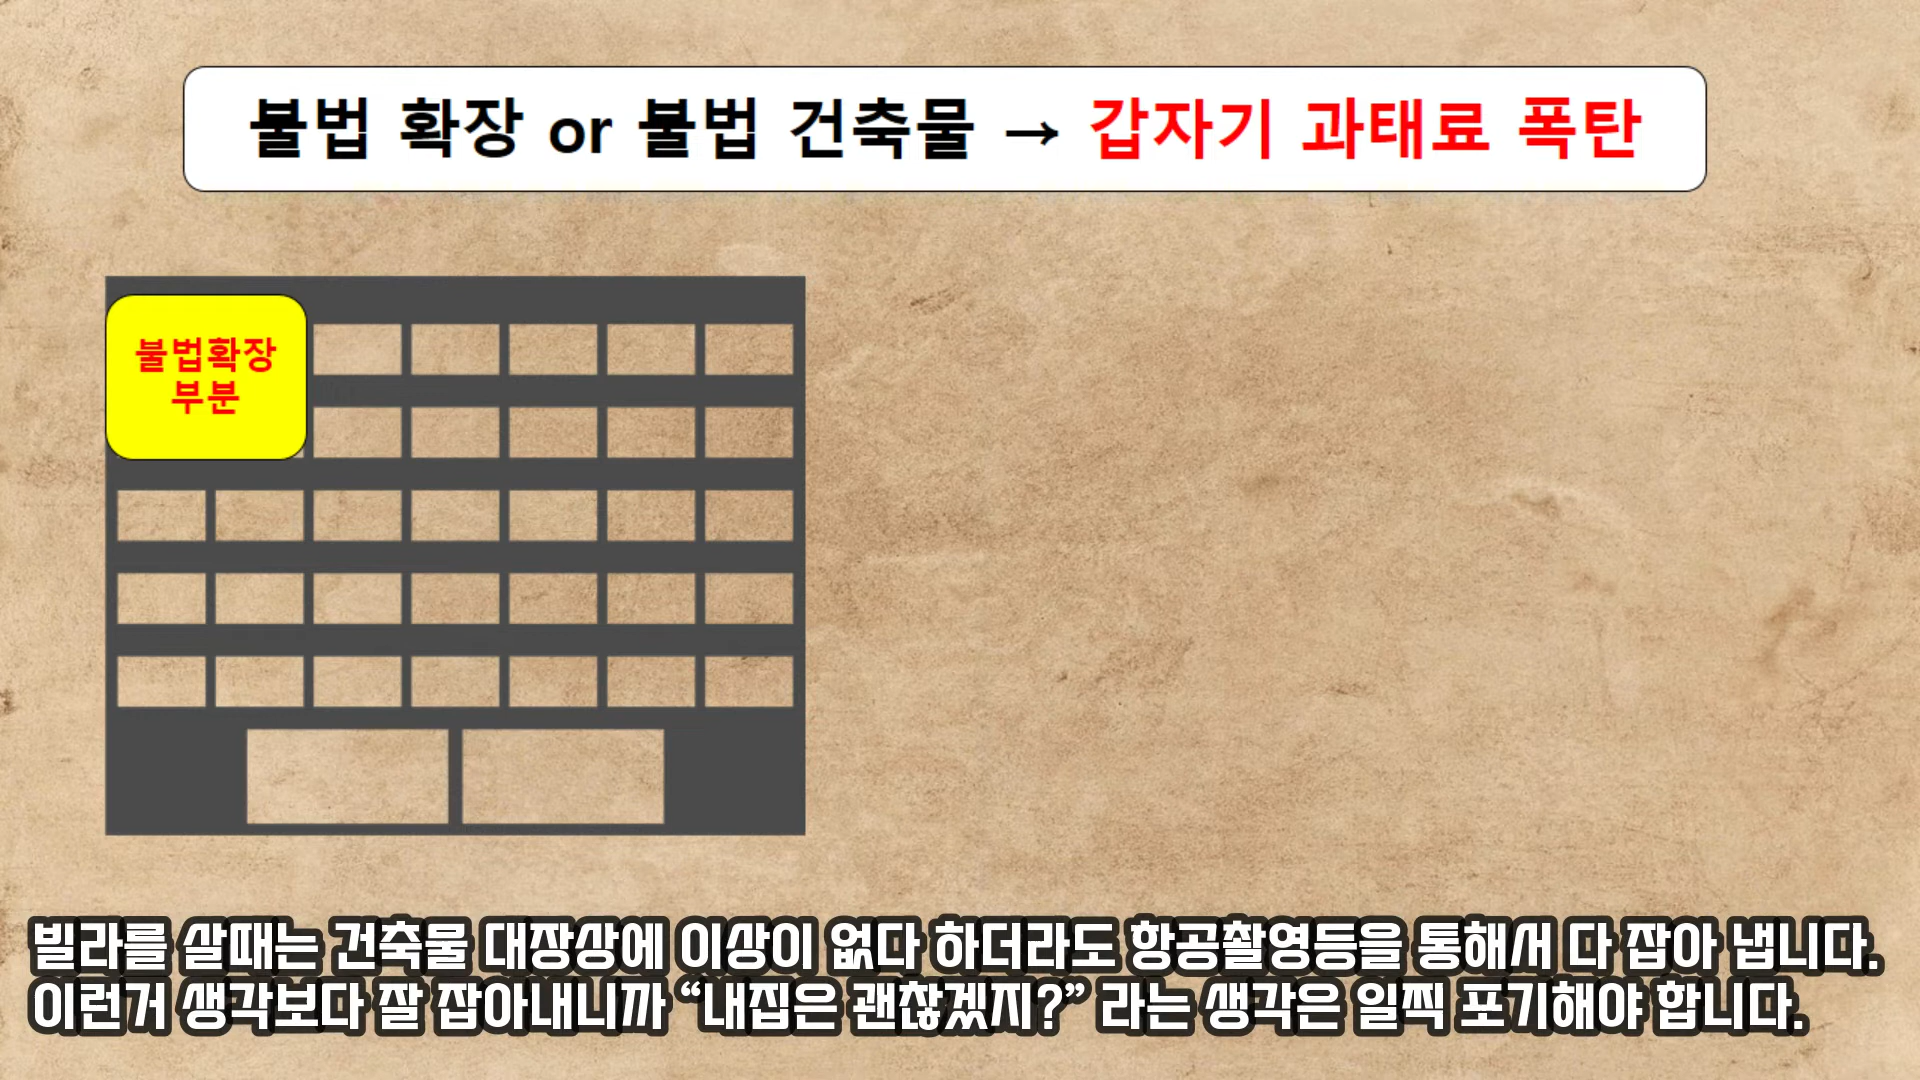 불법 확장 or 불법 건축물 → 갑자기 과태료 폭탄
불법확장
부분
빌라를 살때는 건축물 대장상에 이상이 없다 하더라도 항공촬영등을 통해서 다 잡아 냅니다.
이런거 생각보다 잘 잡아내니까 “내집은 괜찮겠지?” 라는 생각은 일찍 포기해야 합니다.